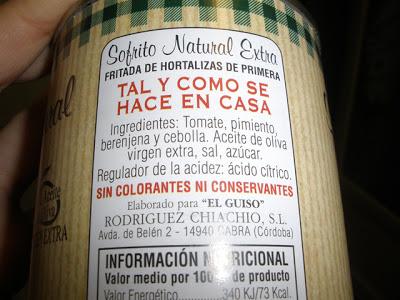 Sofrito Natural Extra
FRITADA DE HORTALIZAS DE PRIMERA
TAL Y COMO SE
HACE EN CASA
Ingredientes: Tomate, pimiento,
berenjena y cebolla. Aceite de oliva
virgen extra, sal, azúcar.
Regulador de la acidez: ácido cítrico.
SIN COLORANTES NI CONSERVANTES
Elaborado para "EL GUISO"
RODRIGUEZ CHIACHIO, S.L.
Avda. de Belén 2 - 14940 CABRA (Córdoba)
INFORMACIÓN NUTRICIONAL
Valor medio por 100 de producto
Valor Energético 340 KJ/73 Kcal.
Aceite
EXTRA